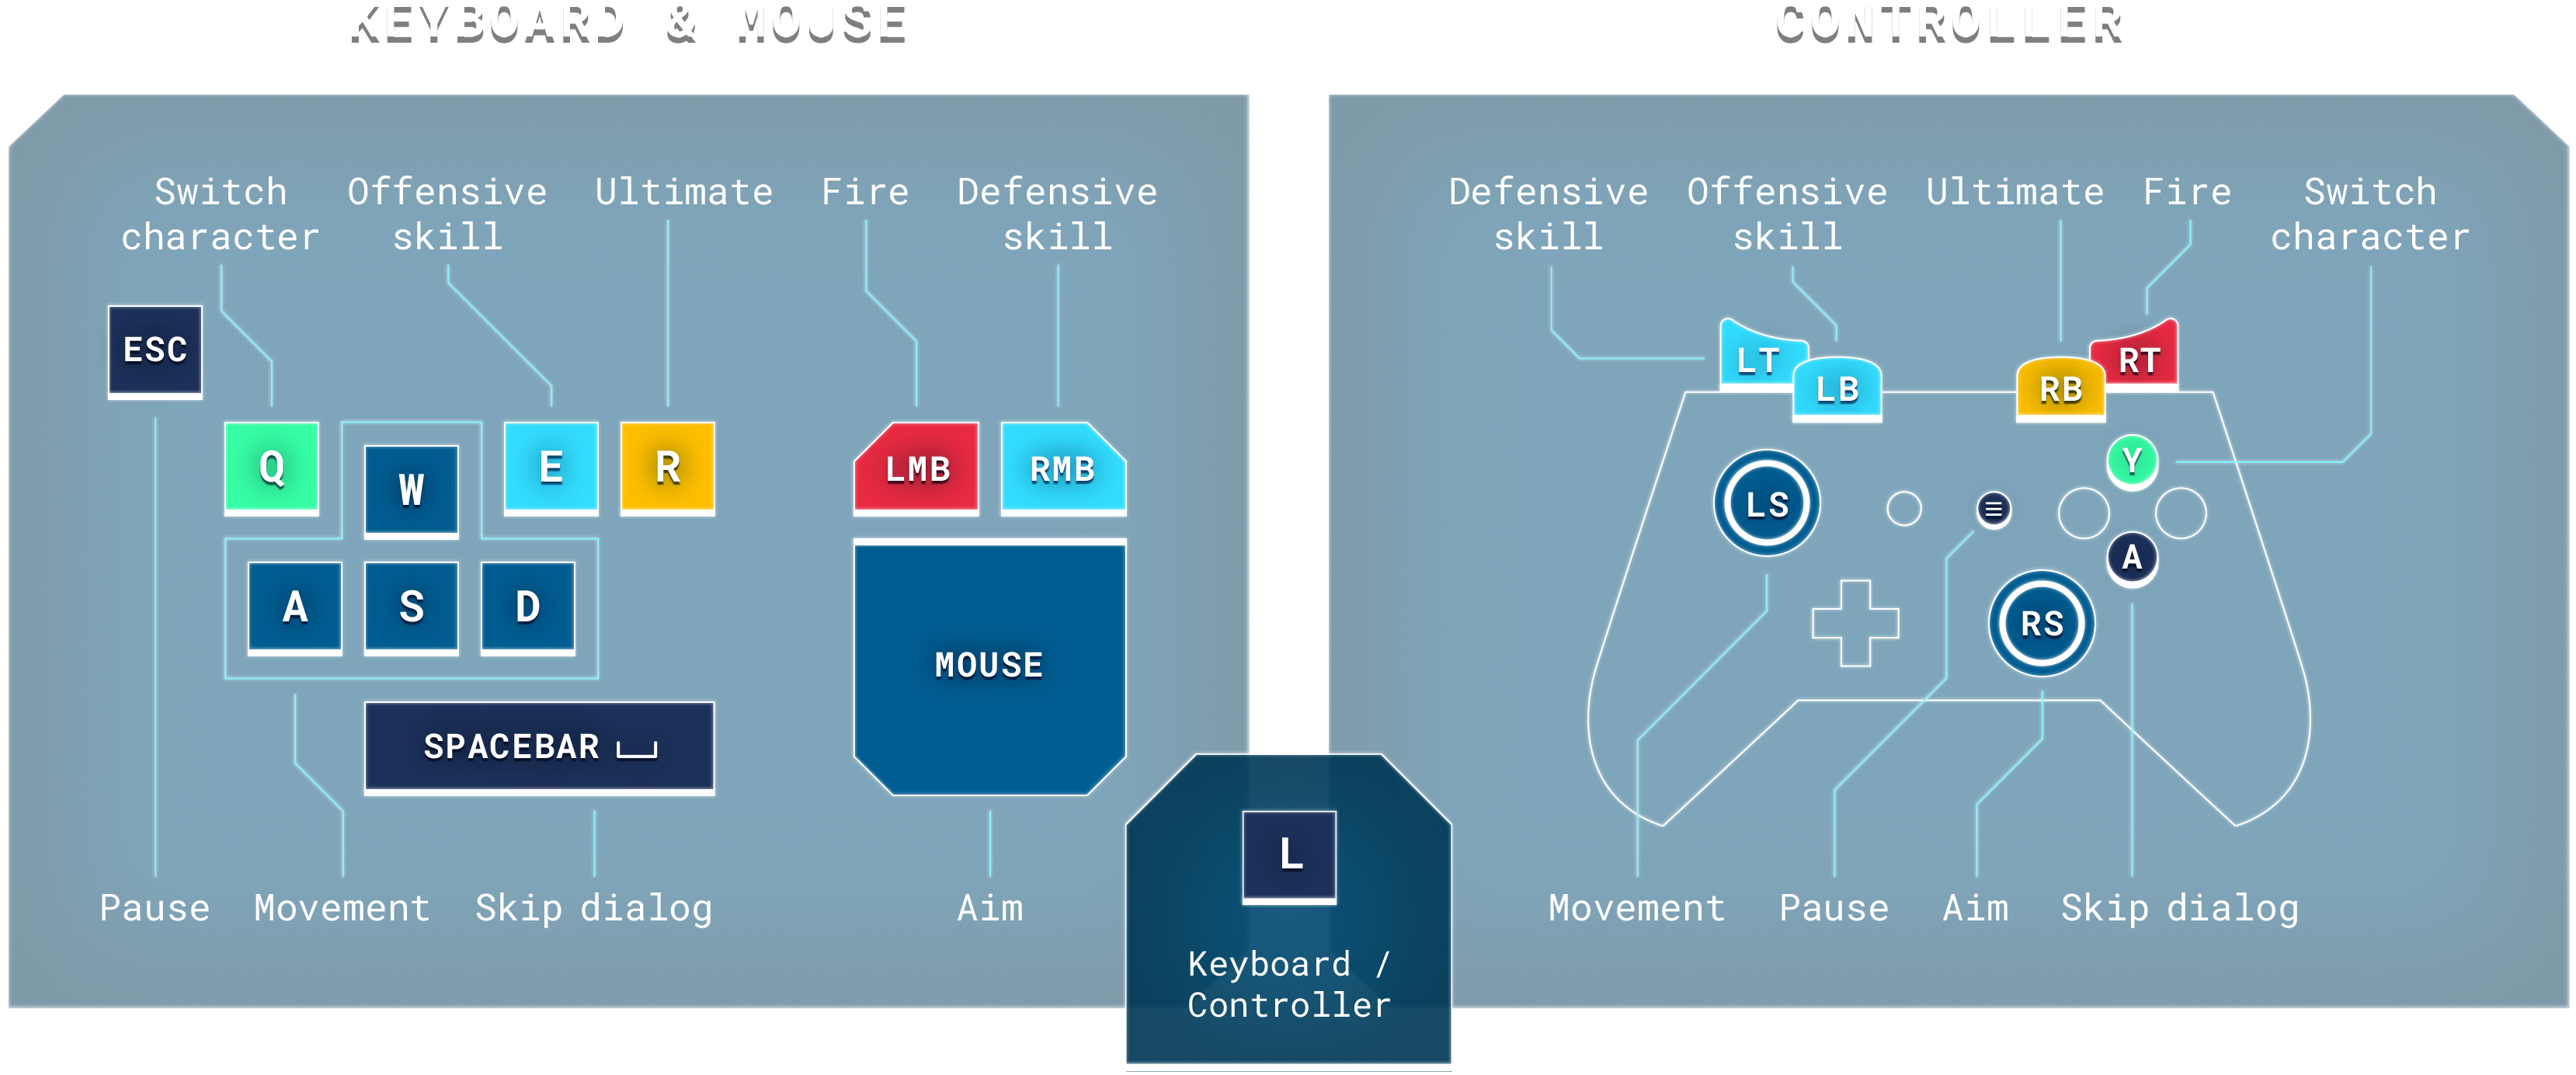 KEYBOARD & MOUSE
Switch
character
Offensive
skill
Ultimate
Fire
Defensive
skill
ESC
Q
W
E
R
LMB
RMB
A
S
D
MOUSE
SPACEBAR
Pause
Movement
Skip dialog
Aim
L
Keyboard /
Controller
CONTROLLER
Defensive
skill
Offensive
skill
Ultimate
Fire
Switch
character
LT
LB
RB
RT
Y
LS
A
RS
Movement
Pause
Aim
Skip dialog